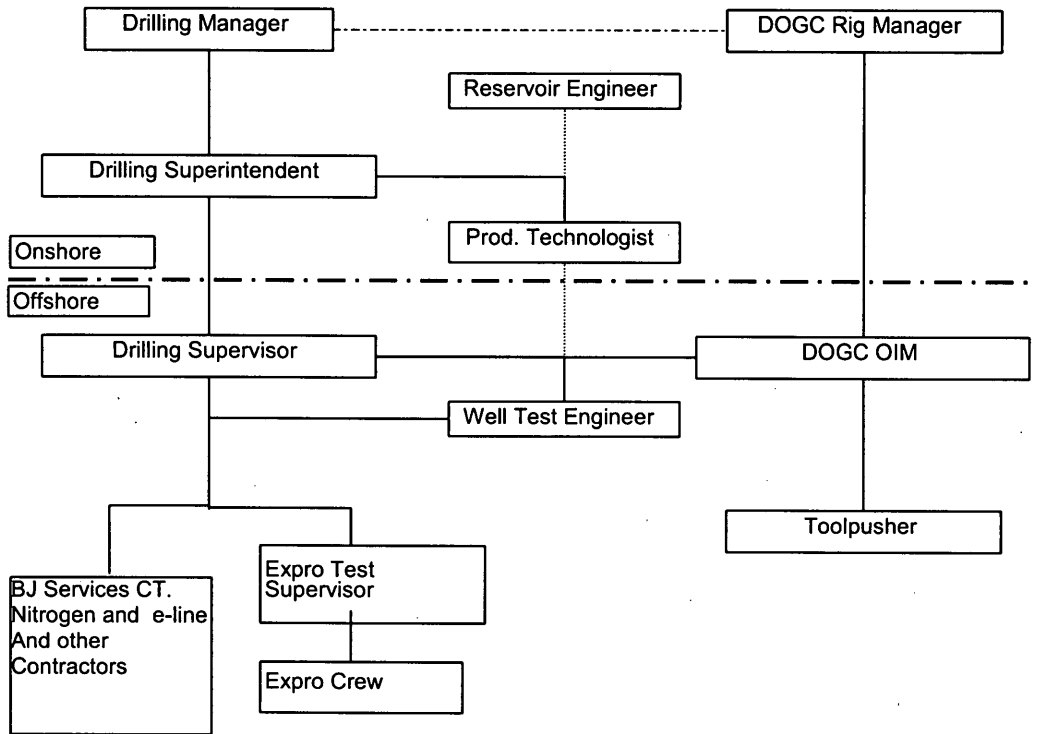 Drilling Manager
DOGC Rig Manager
Reservoir Engineer
Drilling Superintendent
Prod. Technologist
Onshore
Offshore
Drilling Supervisor
DOGC OIM
Well Test Engineer
Toolpusher
BJ Services CT.
Nitrogen and e-line
And other
Contractors
Expro Test
Supervisor
Expro Crew